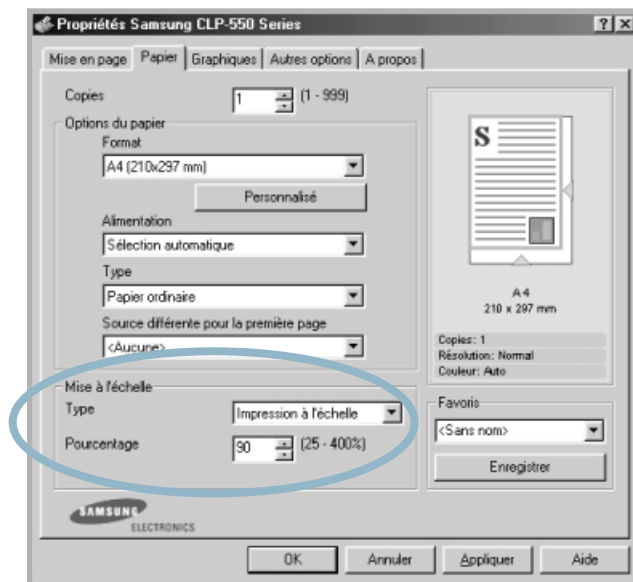 Propriétés Samsung CLP-550 Series
Mise en page Papier Graphiques Autres options A propos
Copies 1 (1 - 999)
Options du papier
Format
A4 (210x297 mm)
Personnalisé
Alimentation
Sélection automatique
Type
Papier ordinaire
Source différente pour la première page
<Aucune>
Mise à l'échelle
Type Impression à l'échelle
Pourcentage 90 (25 - 400%)
SAMSUNG
ELECTRONICS
S
A4
210 x 297 mm
Copies: 1
Résolution: Normal
Couleur: Auto
Favoris
<Sans nom>
Enregistrer
OK Annuler Appliquer Aide